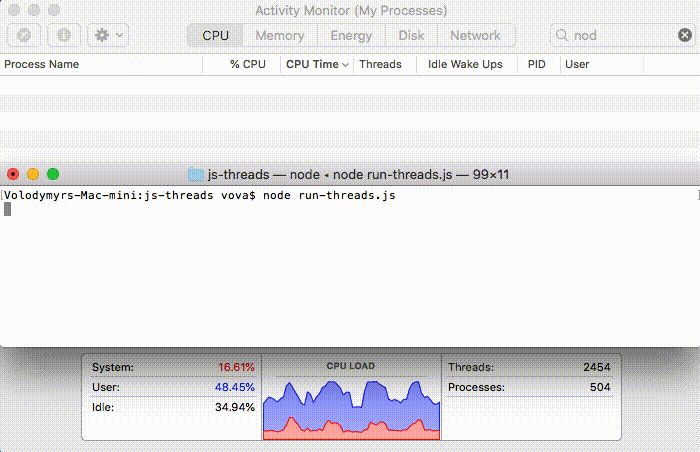 Activity Monitor (My Processes)
CPU Memory Energy Disk Network nod
Process Name % CPU CPU Time Threads Idle Wake Ups PID User
js-threads — node ◂ node run-threads.js — 99×11
[Volodymyrs-Mac-mini:js-threads vova$ node run-threads.js ]
System: 16.61% CPU LOAD Threads: 2454
User: 48.45% Processes: 504
Idle: 34.94%